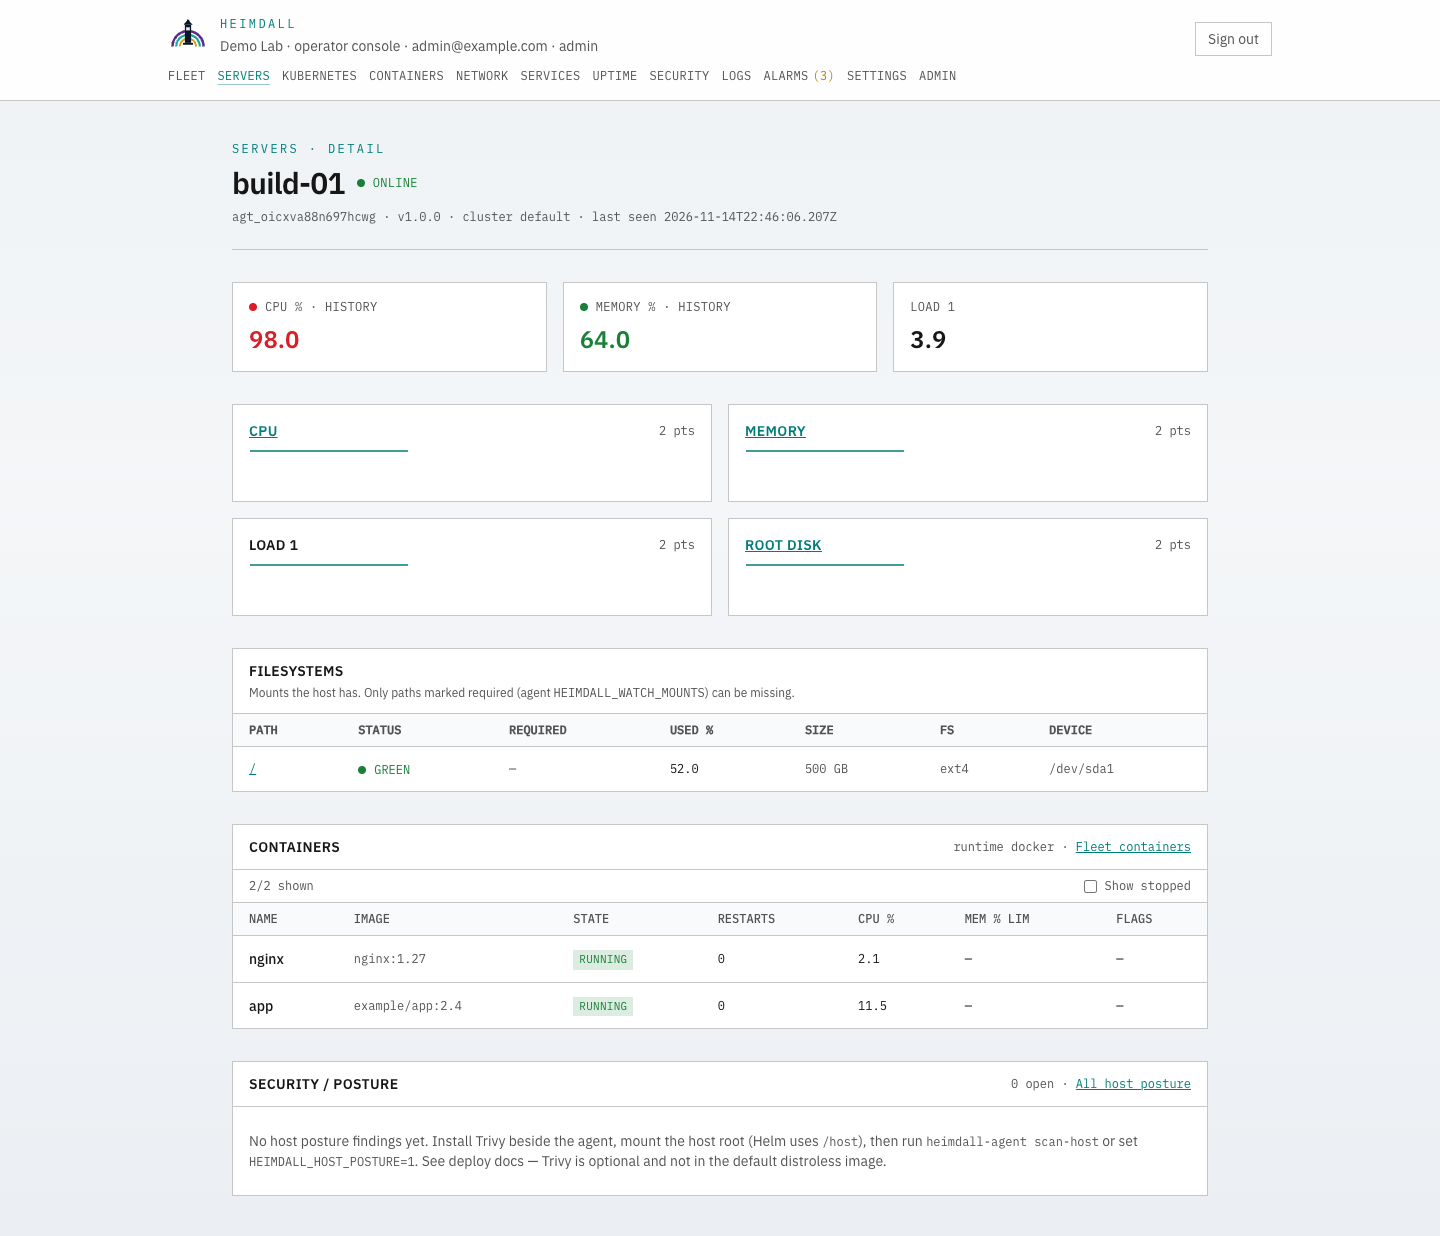 HEIMDALL
Demo Lab · operator console · admin@example.com · admin
Sign out
FLEET SERVERS KUBERNETES CONTAINERS NETWORK SERVICES UPTIME SECURITY LOGS ALARMS (3) SETTINGS ADMIN
SERVERS · DETAIL
build-01 ONLINE
agt_oicxva88n697hcwg · v1.0.0 · cluster default · last seen 2026-11-14T22:46:06.207Z
CPU % · HISTORY
98.0
MEMORY % · HISTORY
64.0
LOAD 1
3.9
CPU 2 pts
MEMORY 2 pts
LOAD 1 2 pts
ROOT DISK 2 pts
FILESYSTEMS
Mounts the host has. Only paths marked required (agent HEIMDALL_WATCH_MOUNTS) can be missing.
PATH STATUS REQUIRED USED % SIZE FS DEVICE
/ GREEN — 52.0 500 GB ext4 /dev/sda1
CONTAINERS runtime docker · Fleet containers
2/2 shown Show stopped
NAME IMAGE STATE RESTARTS CPU % MEM % LIM FLAGS
nginx nginx:1.27 RUNNING 0 2.1 — —
app example/app:2.4 RUNNING 0 11.5 — —
SECURITY / POSTURE 0 open · All host posture
No host posture findings yet. Install Trivy beside the agent, mount the host root (Helm uses /host), then run heimdall-agent scan-host or set
HEIMDALL_HOST_POSTURE=1. See deploy docs — Trivy is optional and not in the default distroless image.